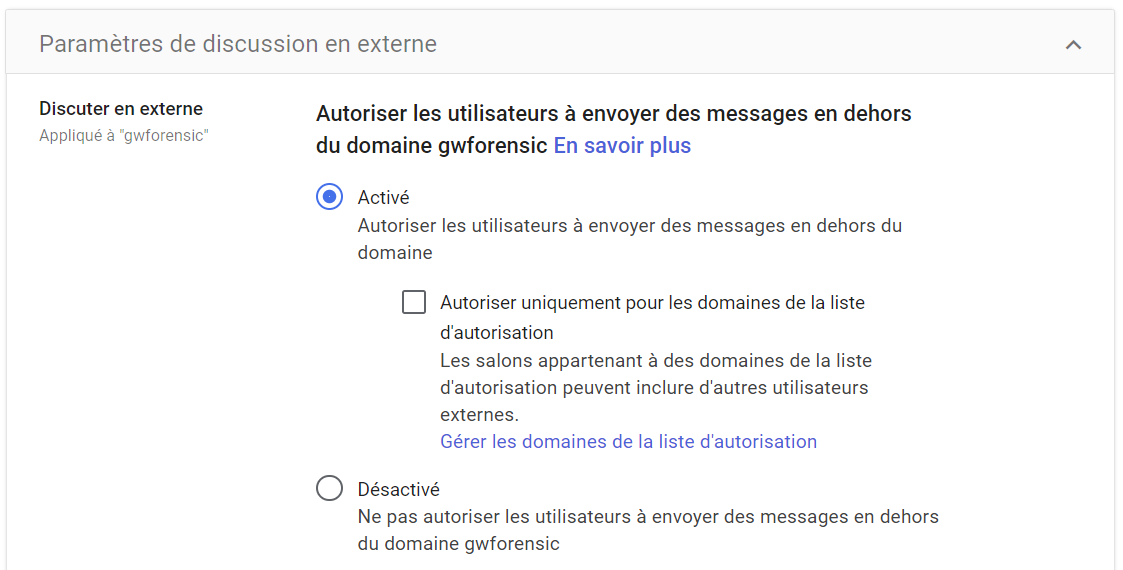 Paramètres de discussion en externe
Discuter en externe
Appliqué à "gwforensic"
Autoriser les utilisateurs à envoyer des messages en dehors
du domaine gwforensic En savoir plus
Activé
Autoriser les utilisateurs à envoyer des messages en dehors du
domaine
Autoriser uniquement pour les domaines de la liste
d'autorisation
Les salons appartenant à des domaines de la liste
d'autorisation peuvent inclure d'autres utilisateurs
externes.
Gérer les domaines de la liste d'autorisation
Désactivé
Ne pas autoriser les utilisateurs à envoyer des messages en dehors
du domaine gwforensic